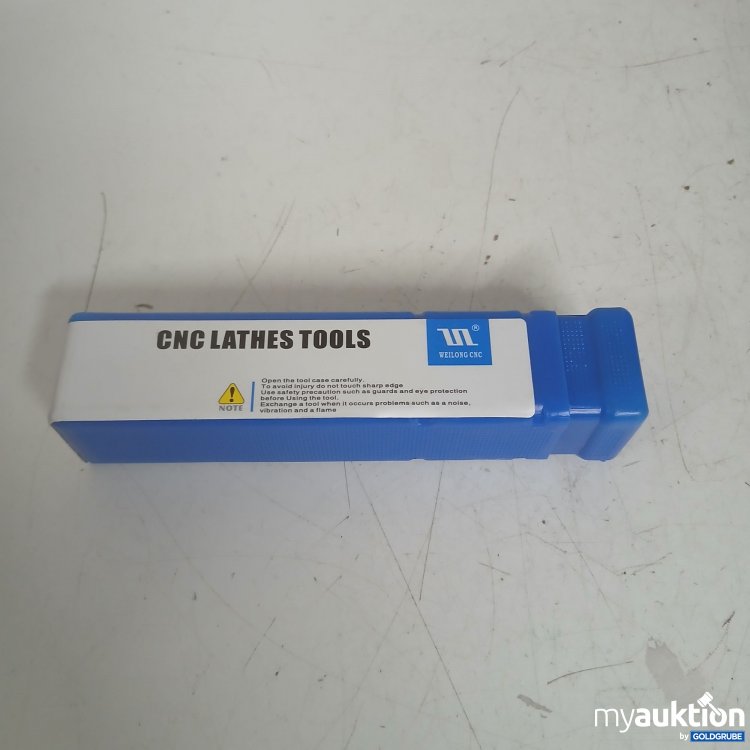 CNC LATHES TOOLS
®
WEILONG CNC
NOTE
Open the tool case carefully.
To avoid injury do not touch sharp edge
Use safety precaution such as guards and eye protection
before Using the tool.
Exchange a tool when it occurs problems such as a noise,
vibration and a flame
myauktion
by GOLDGRUBE